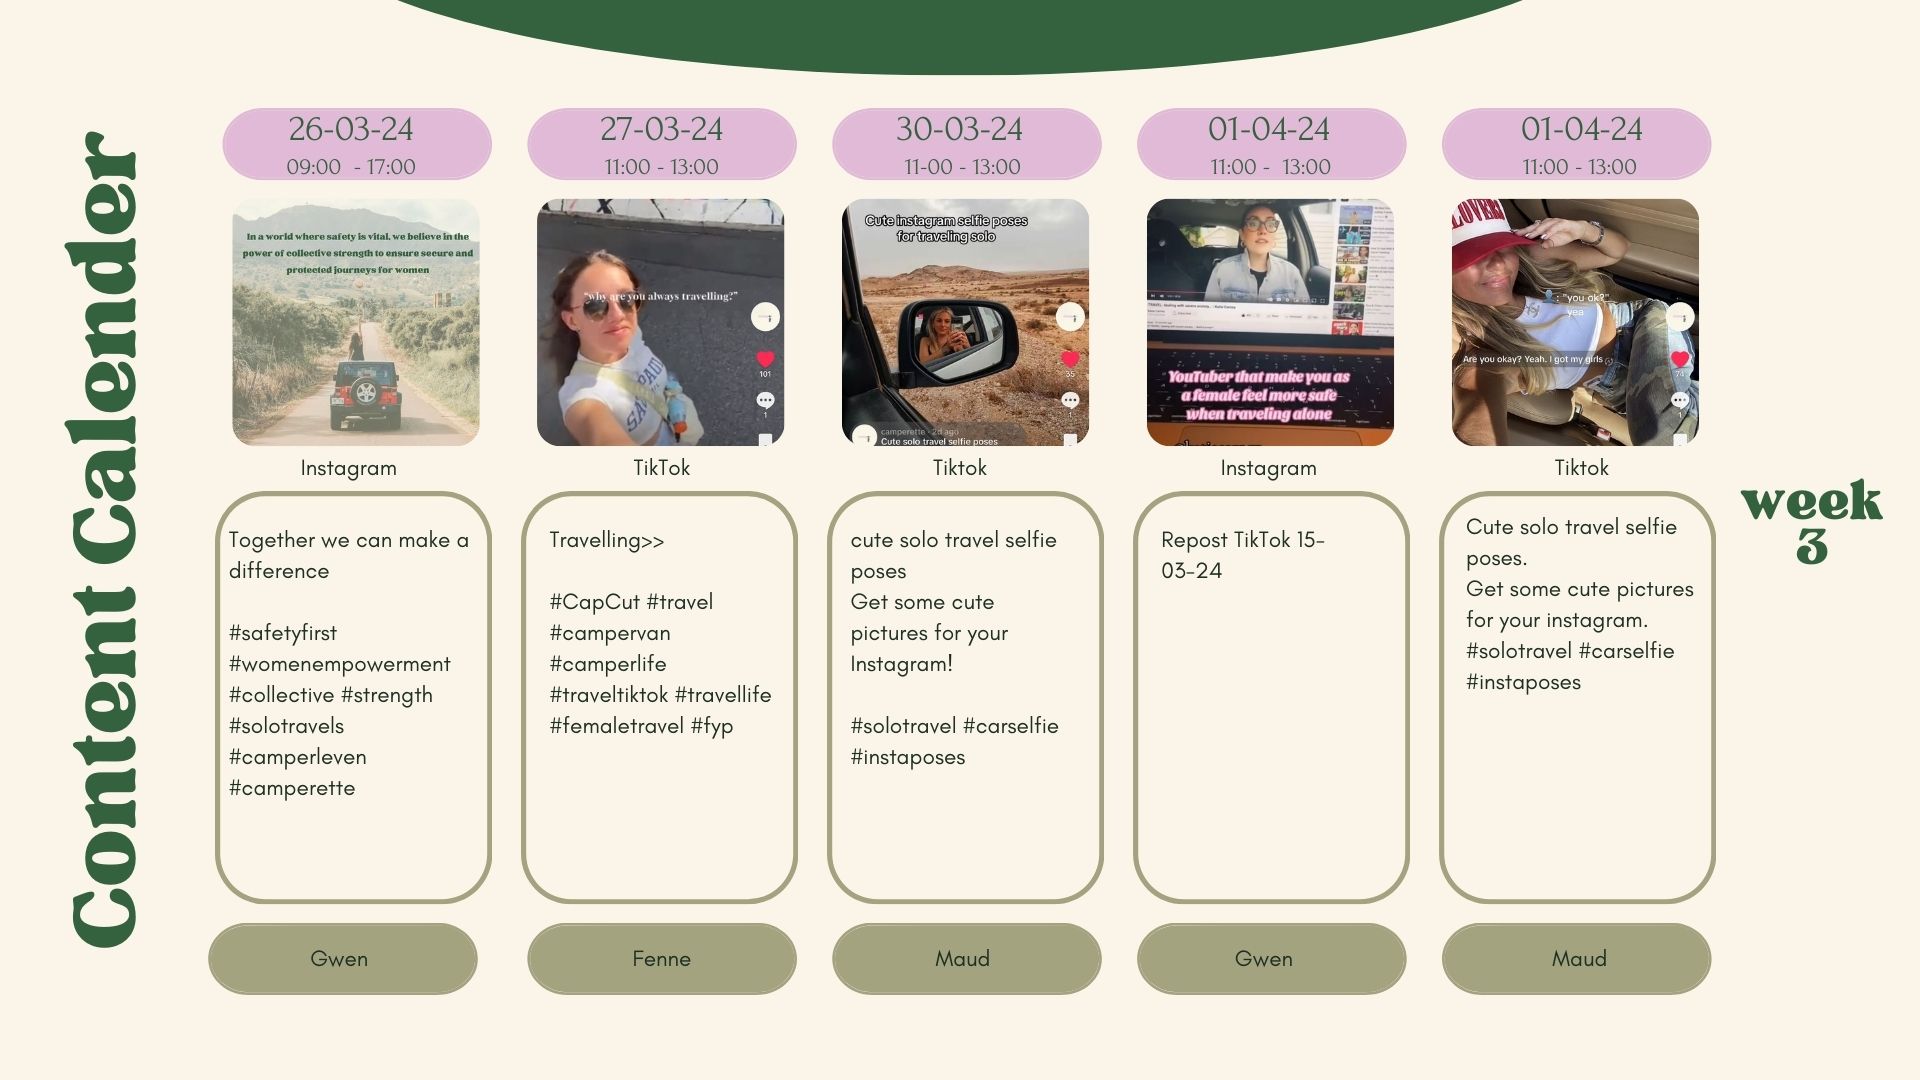 Content Calender
26-03-24
09:00 - 17:00
In a world where safety is vital, we believe in the
power of collective strength to ensure secure and
protected journeys for women
Instagram
Together we can make a
difference
#safetyfirst
#womenempowerment
#collective #strength
#solotravels
#camperleven
#camperette
Gwen
27-03-24
11:00 - 13:00
"why are you always travelling?"
101
1
TikTok
Travelling>>
#CapCut #travel
#campervan
#camperlife
#traveltiktok #travellife
#femaletravel #fyp
Fenne
30-03-24
11-00 - 13:00
Cute instagram selfie poses
for traveling solo
35
1
camperette · 2d ago
Cute solo travel selfie poses
Tiktok
cute solo travel selfie
poses
Get some cute
pictures for your
Instagram!
#solotravel #carselfie
#instaposes
Maud
01-04-24
11:00 - 13:00
YouTuber that make you as
a female feel more safe
when traveling alone
Instagram
Repost TikTok 15-
03-24
Gwen
01-04-24
11:00 - 13:00
LOVERS
: "you ok?"
yea
Are you okay? Yeah. I got my girls
74
1
Tiktok
Cute solo travel selfie
poses.
Get some cute pictures
for your instagram.
#solotravel #carselfie
#instaposes
Maud
week
3